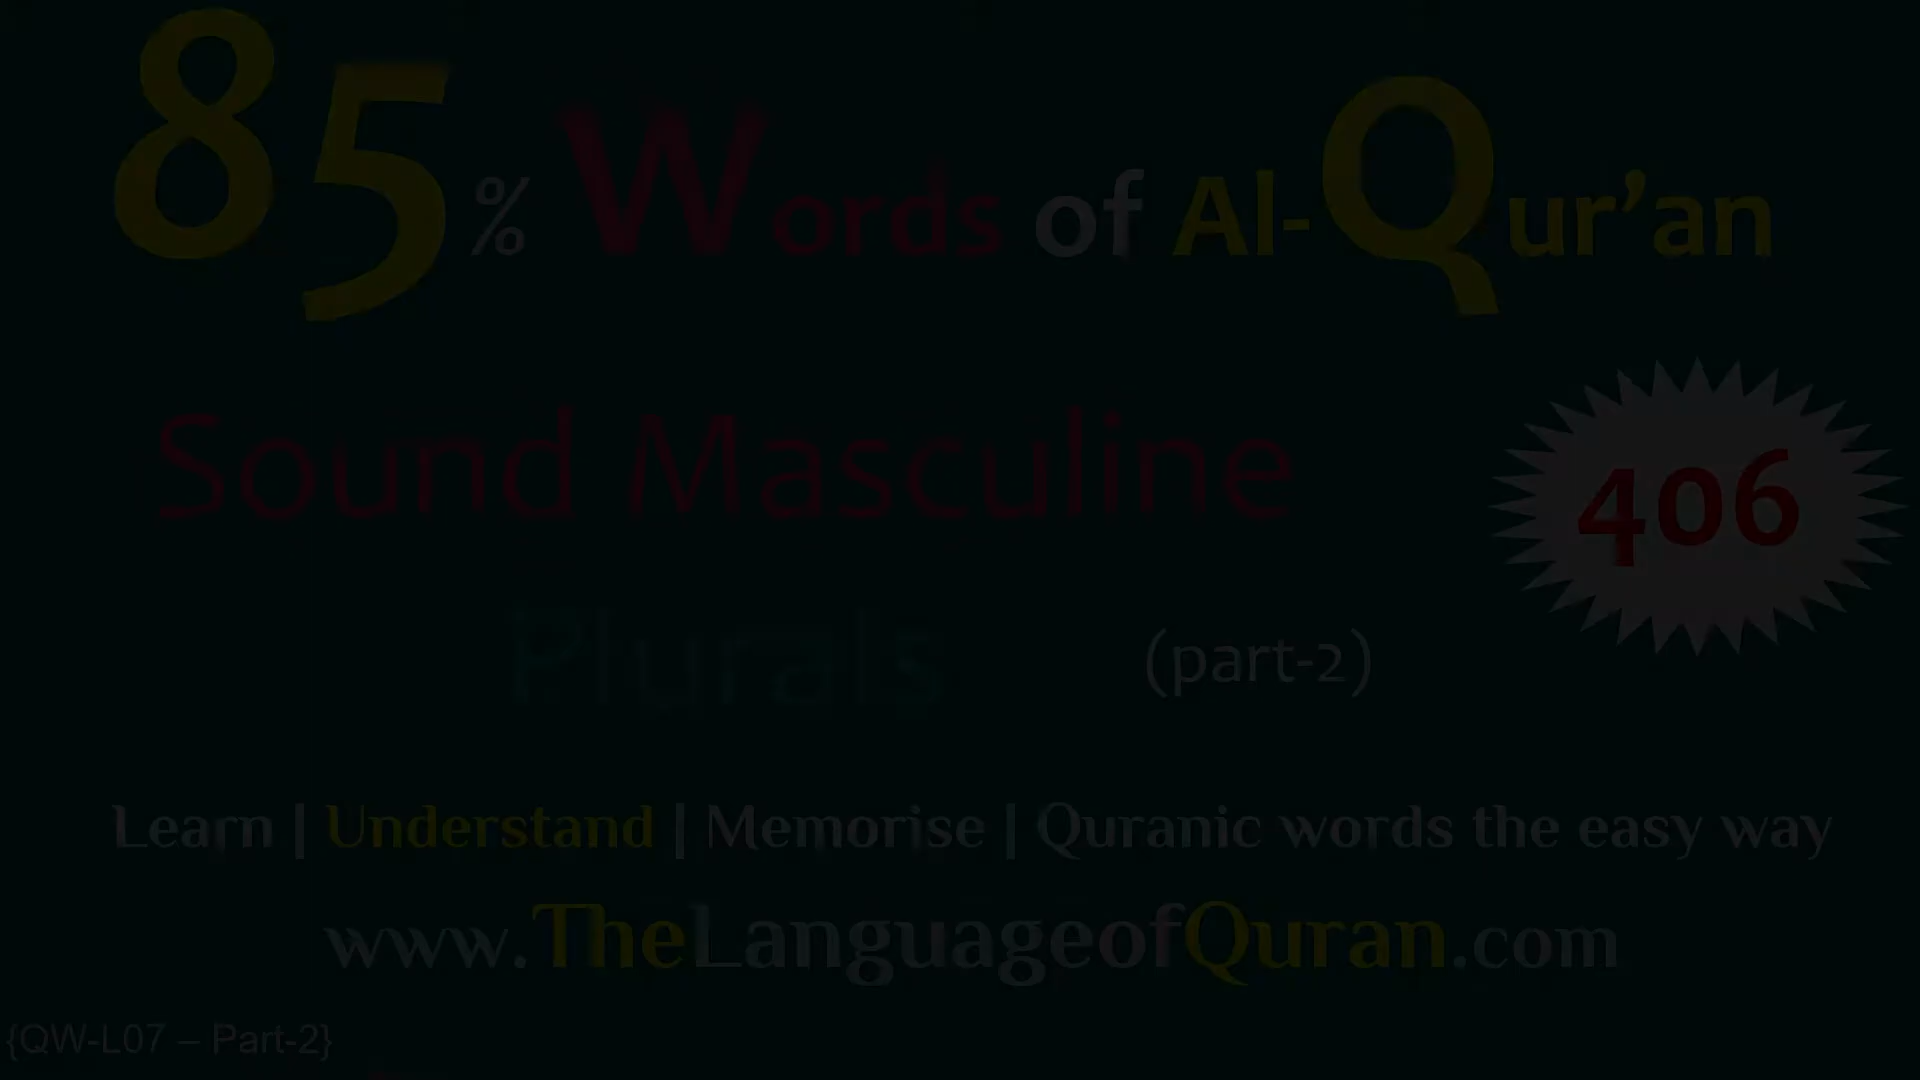 85% Words of Al-Qur’an
Sound Masculine
406
Plurals (part-2)
Learn | Understand | Memorise | Quranic words the easy way
www.TheLanguageofQuran.com
{QW-L07 – Part-2}